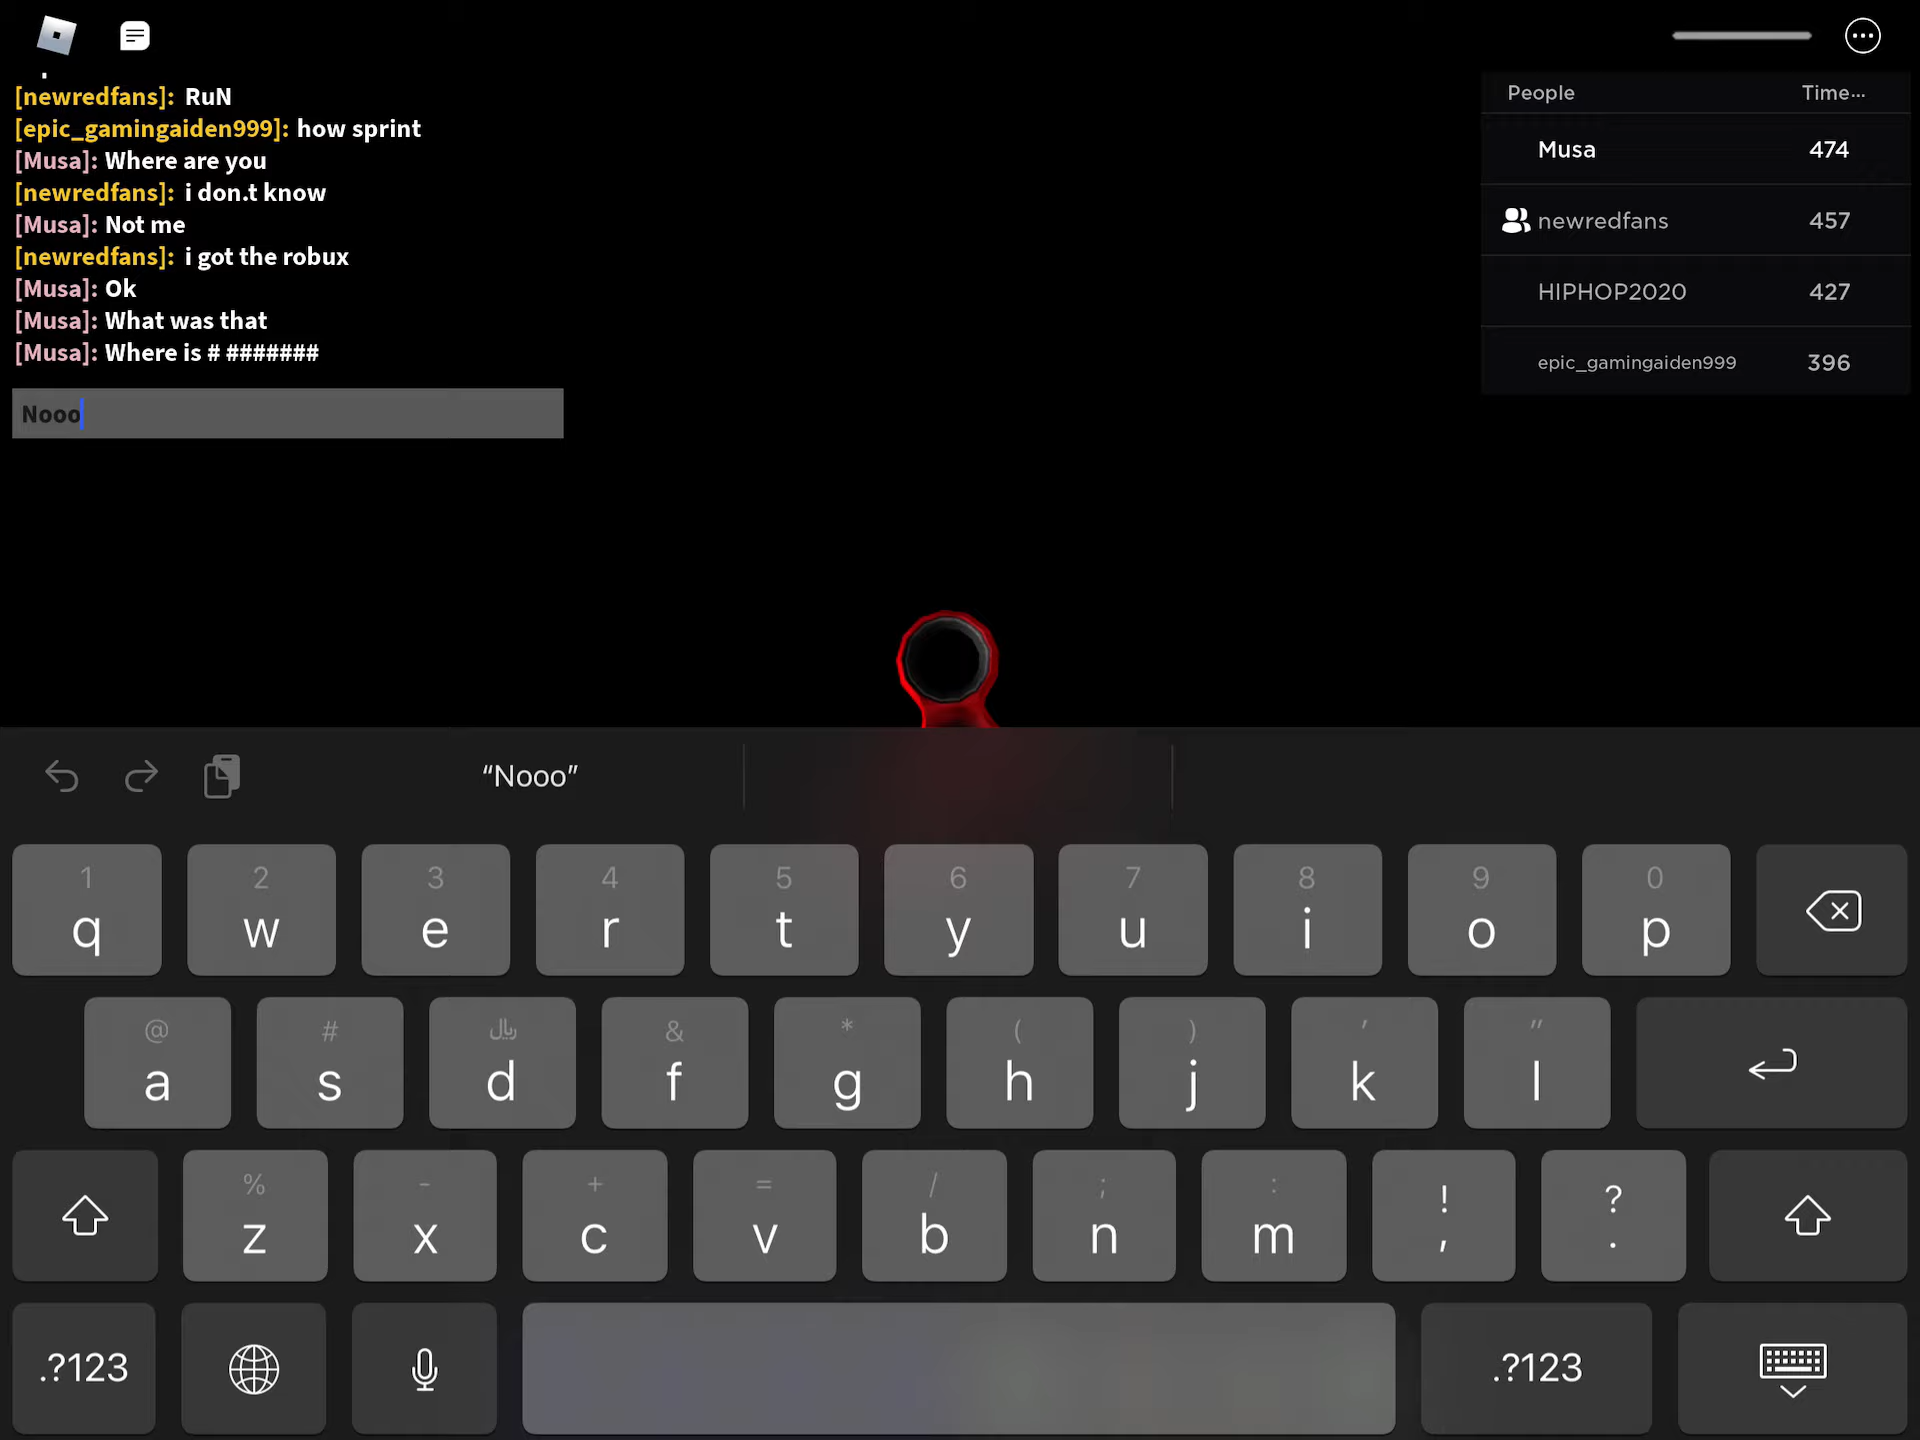 [newredfans]: RuN
[epic_gamingaiden999]: how sprint
[Musa]: Where are you
[newredfans]: i don.t know
[Musa]: Not me
[newredfans]: i got the robux
[Musa]: Ok
[Musa]: What was that
[Musa]: Where is # #######
Nooo
People Time...
Musa 474
newredfans 457
HIPHOP2020 427
epic_gamingaiden999 396
“Nooo”
1 2 3 4 5 6 7 8 9 0
q w e r t y u i o p
@ # ﷼ & * ( ) ' "
a s d f g h j k l
% - + = / ; : ! ?
z x c v b n m , .
.?123 .?123